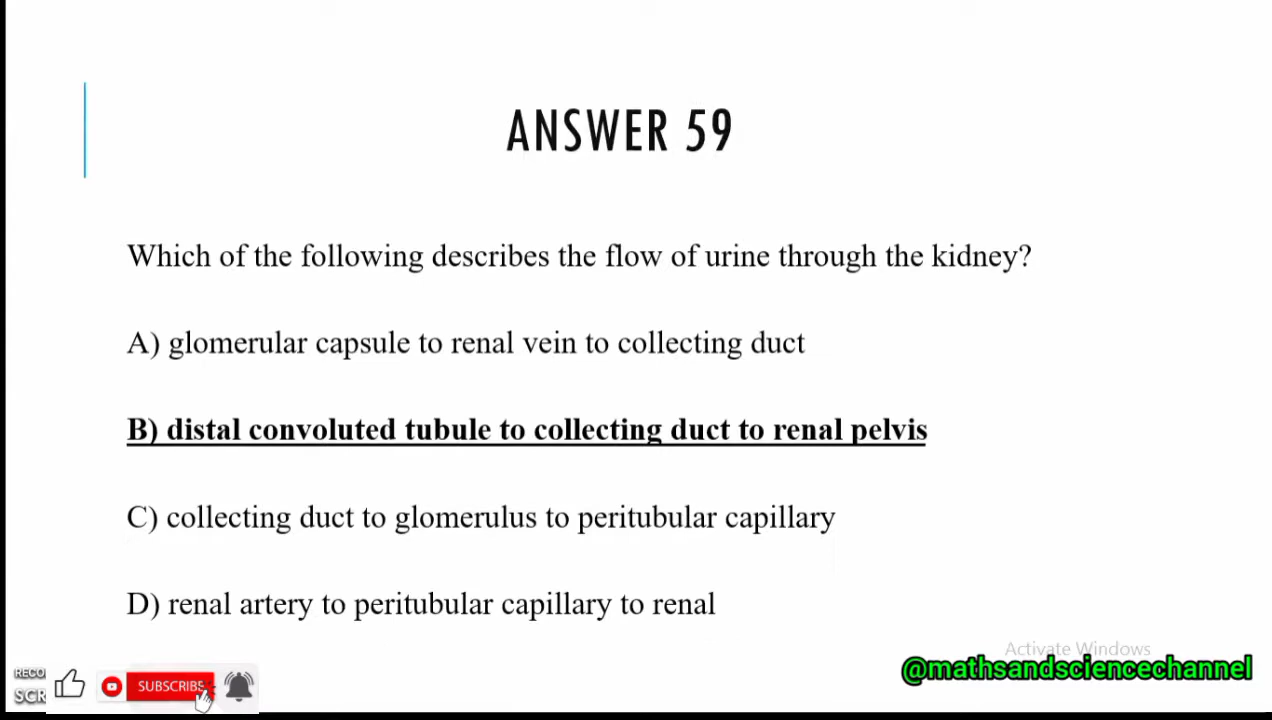 ANSWER 59
Which of the following describes the flow of urine through the kidney?
A) glomerular capsule to renal vein to collecting duct
B) distal convoluted tubule to collecting duct to renal pelvis
C) collecting duct to glomerulus to peritubular capillary
D) renal artery to peritubular capillary to renal
Activate Windows
@mathsandsciencechannel
RECO
SCR
SUBSCRIBE